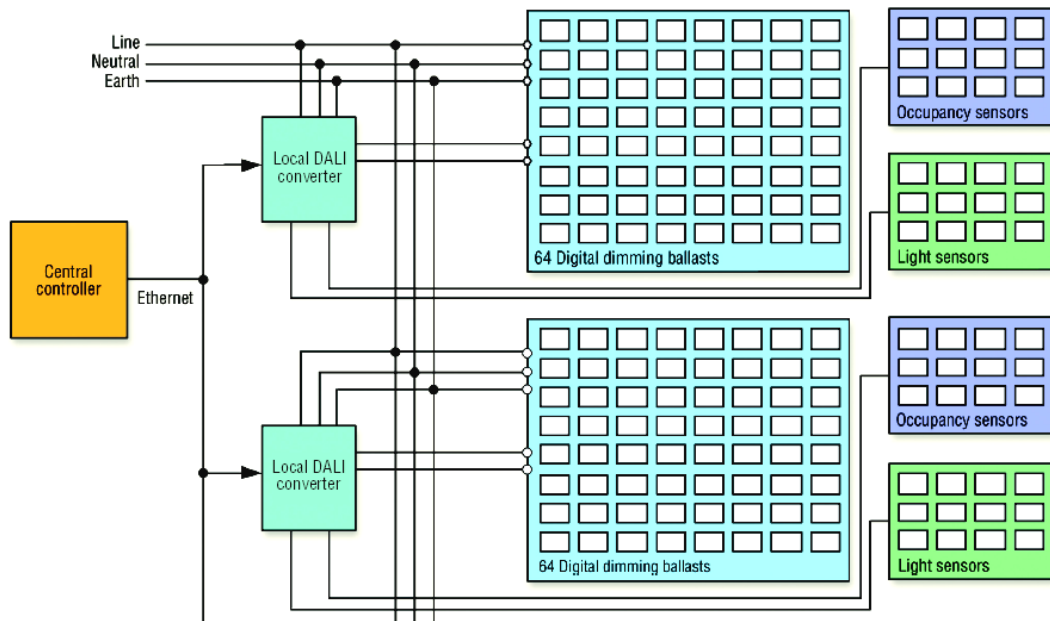 Line
Neutral
Earth
Local DALI
converter
64 Digital dimming ballasts
Occupancy sensors
Light sensors
Central
controller
Ethernet
Local DALI
converter
64 Digital dimming ballasts
Occupancy sensors
Light sensors